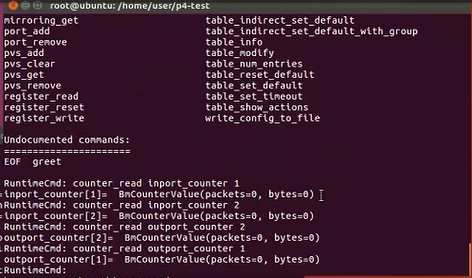 root@ubuntu: /home/user/p4-test
mirroring_get table_indirect_set_default
port_add table_indirect_set_default_with_group
port_remove table_info
pvs_add table_modify
pvs_clear table_num_entries
pvs_get table_reset_default
pvs_remove table_set_default
register_read table_set_timeout
register_reset table_show_actions
register_write write_config_to_file
Undocumented commands:
======================
EOF greet
RuntimeCmd: counter_read inport_counter 1
inport_counter[1]= BmCounterValue(packets=0, bytes=0)
RuntimeCmd: counter_read inport_counter 2
inport_counter[2]= BmCounterValue(packets=0, bytes=0)
RuntimeCmd: counter_read outport_counter 2
outport_counter[2]= BmCounterValue(packets=0, bytes=0)
RuntimeCmd: counter_read outport_counter 1
outport_counter[1]= BmCounterValue(packets=0, bytes=0)
RuntimeCmd: